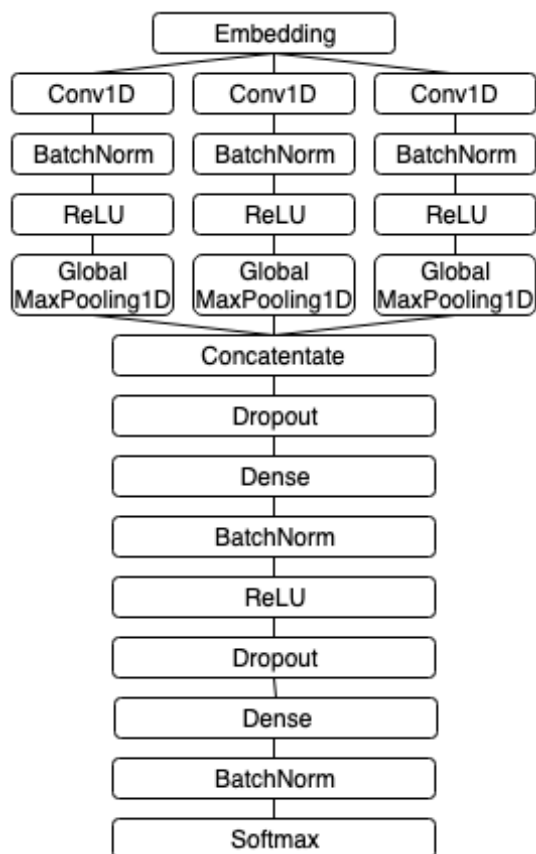 Embedding
Conv1D
Conv1D
Conv1D
BatchNorm
BatchNorm
BatchNorm
ReLU
ReLU
ReLU
Global
MaxPooling1D
Global
MaxPooling1D
Global
MaxPooling1D
Concatentate
Dropout
Dense
BatchNorm
ReLU
Dropout
Dense
BatchNorm
Softmax